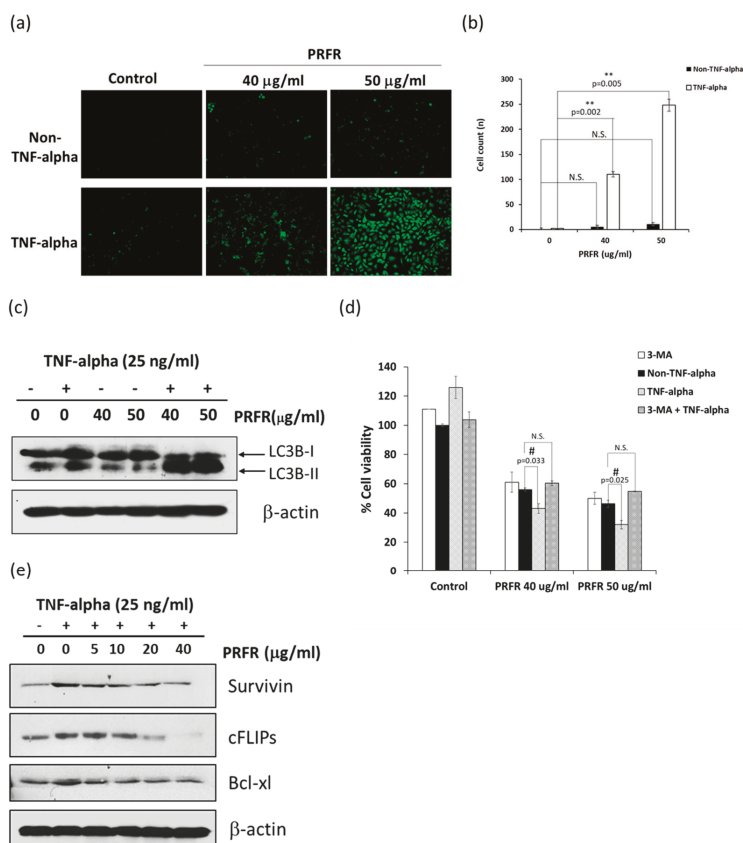 (a)
PRFR
Control
40 μg/ml
50 μg/ml
Non-
TNF-alpha
TNF-alpha
(b)
Non-TNF-alpha
TNF-alpha
**
p=0.005
**
p=0.002
N.S.
N.S.
Cell count (n)
300
250
200
150
100
50
0
0
40
50
PRFR (ug/ml)
(c)
TNF-alpha (25 ng/ml)
- + - - + +
0 0 40 50 40 50 PRFR(μg/ml)
LC3B-I
LC3B-II
β-actin
(d)
3-MA
Non-TNF-alpha
TNF-alpha
3-MA + TNF-alpha
% Cell viability
140
120
100
80
60
40
20
0
N.S.
#
p=0.033
N.S.
#
p=0.025
Control
PRFR 40 ug/ml
PRFR 50 ug/ml
(e)
TNF-alpha (25 ng/ml)
- + + + + +
0 0 5 10 20 40 PRFR (μg/ml)
Survivin
cFLIPs
Bcl-xl
β-actin